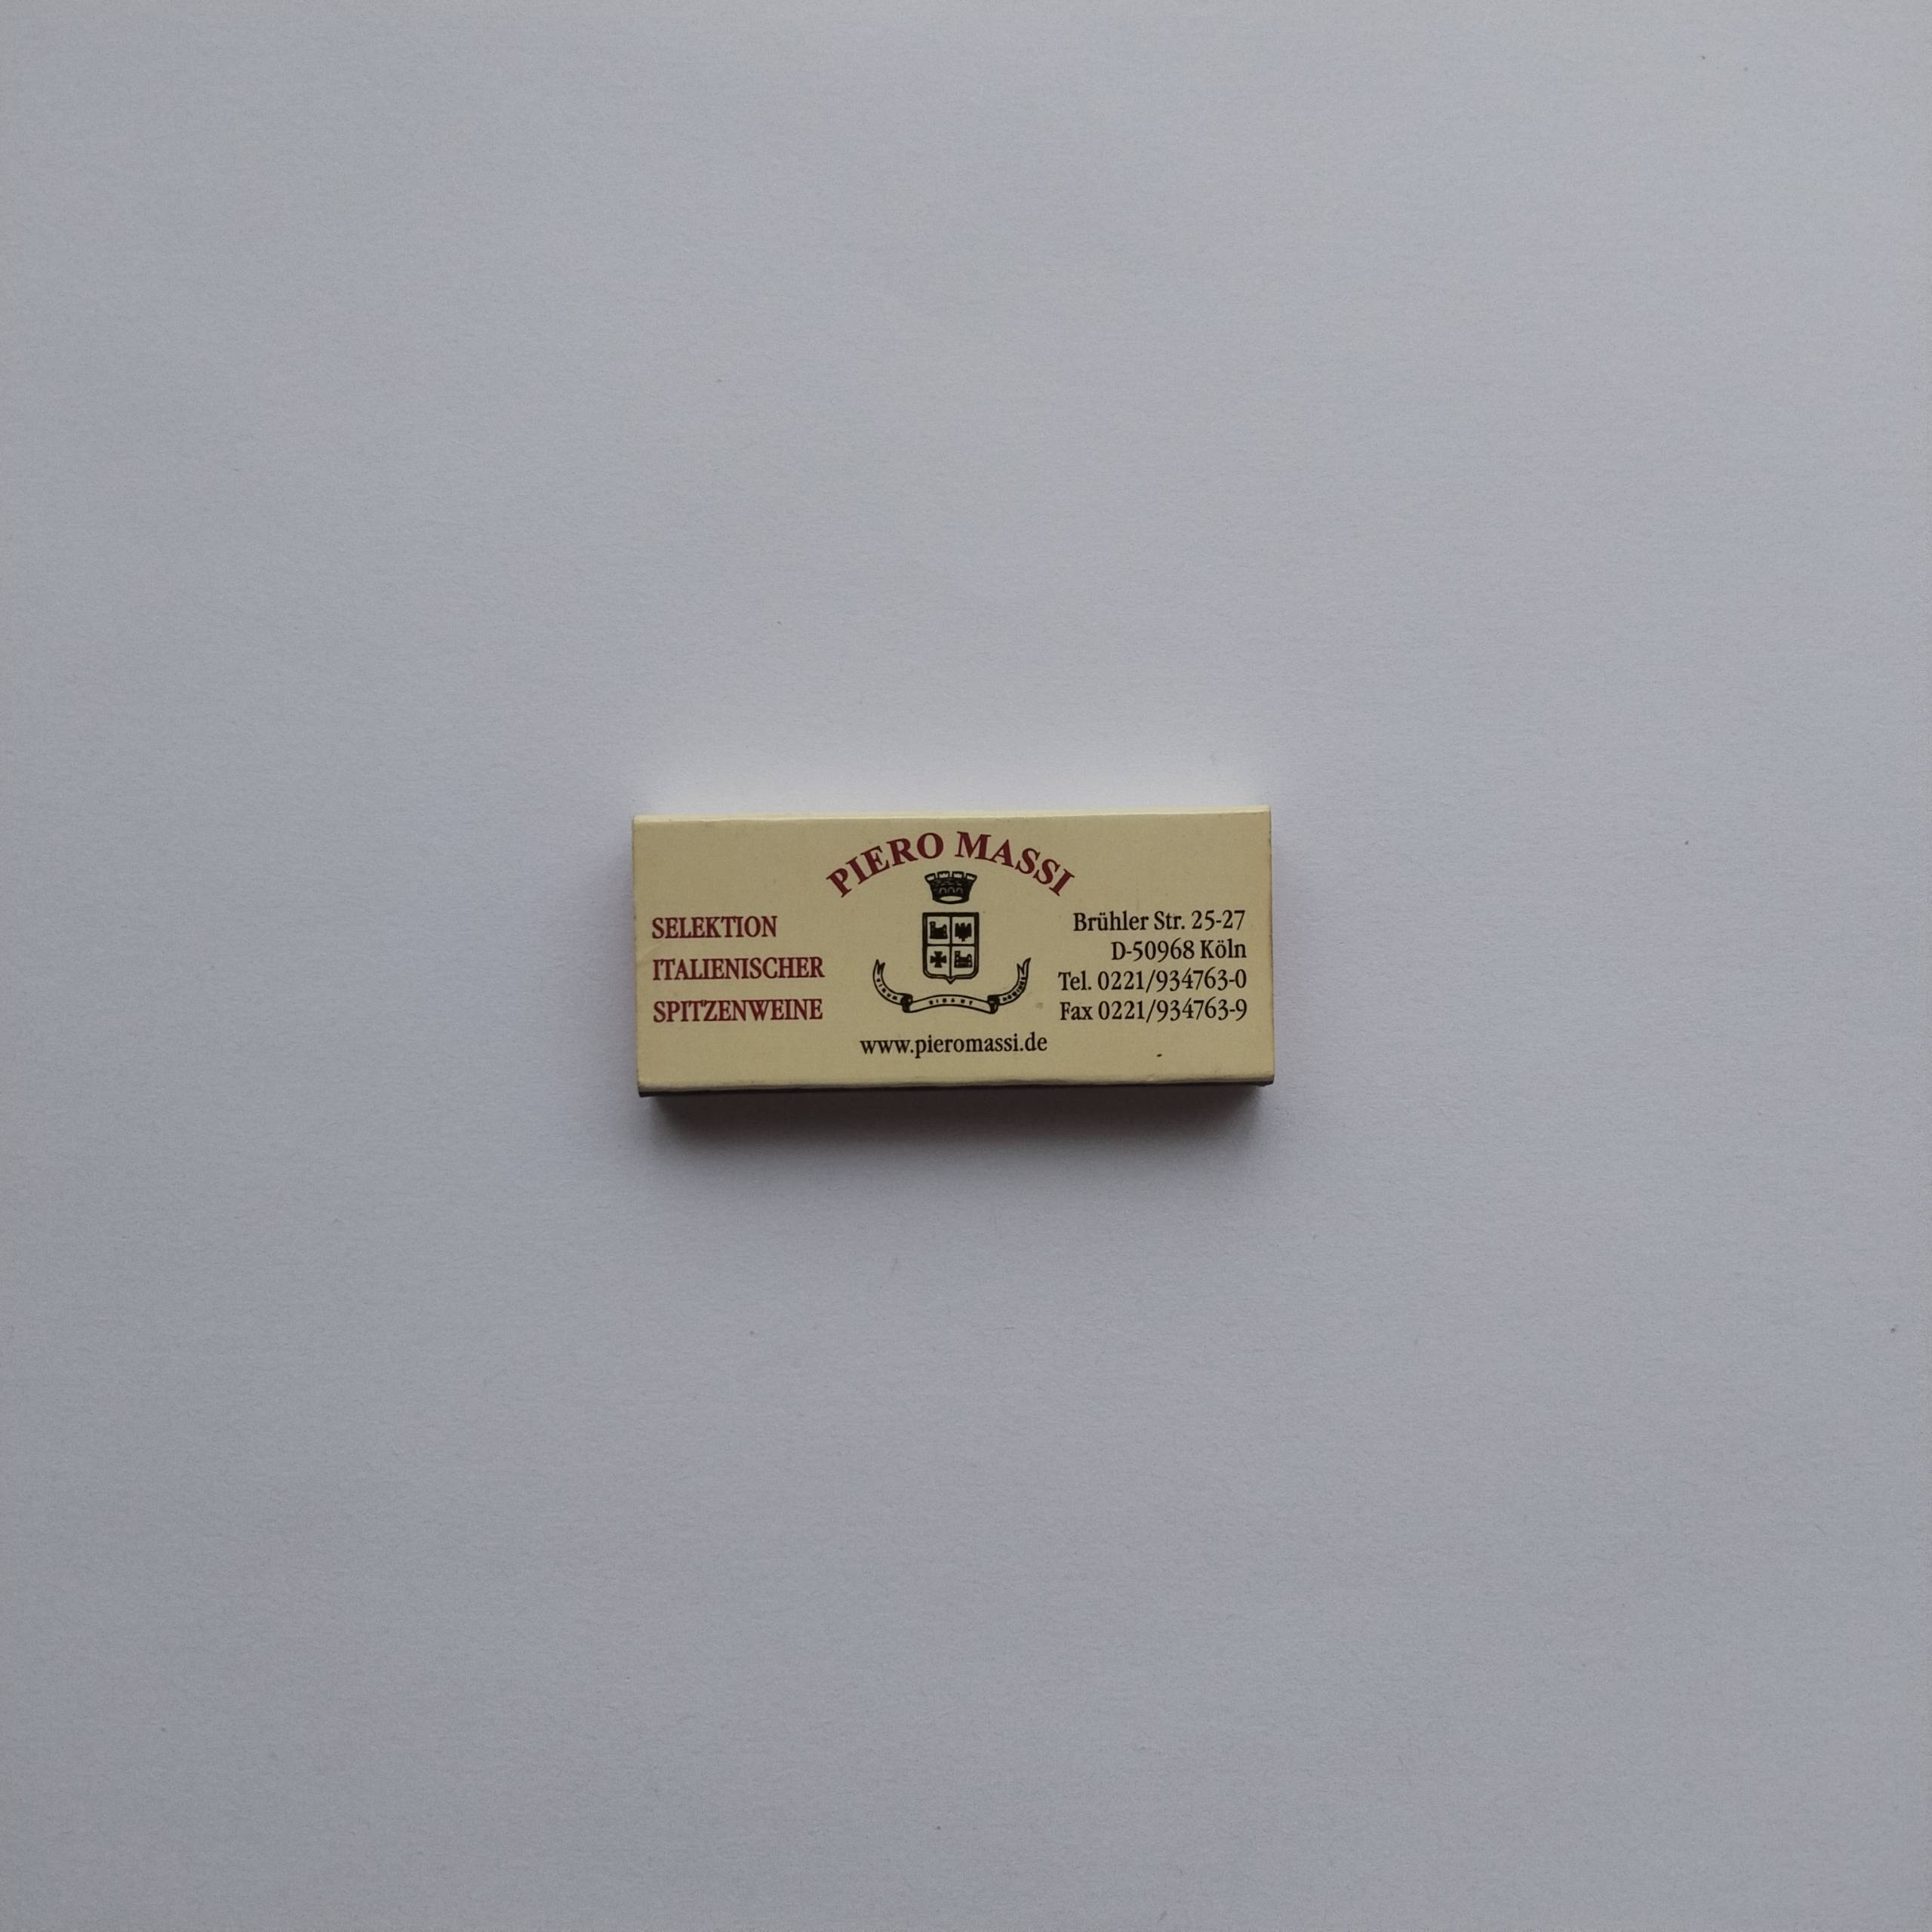 PIERO MASSI
SELEKTION
ITALIENISCHER
SPITZENWEINE
Brühler Str. 25-27
D-50968 Köln
Tel. 0221/934763-0
Fax 0221/934763-9
www.pieromassi.de